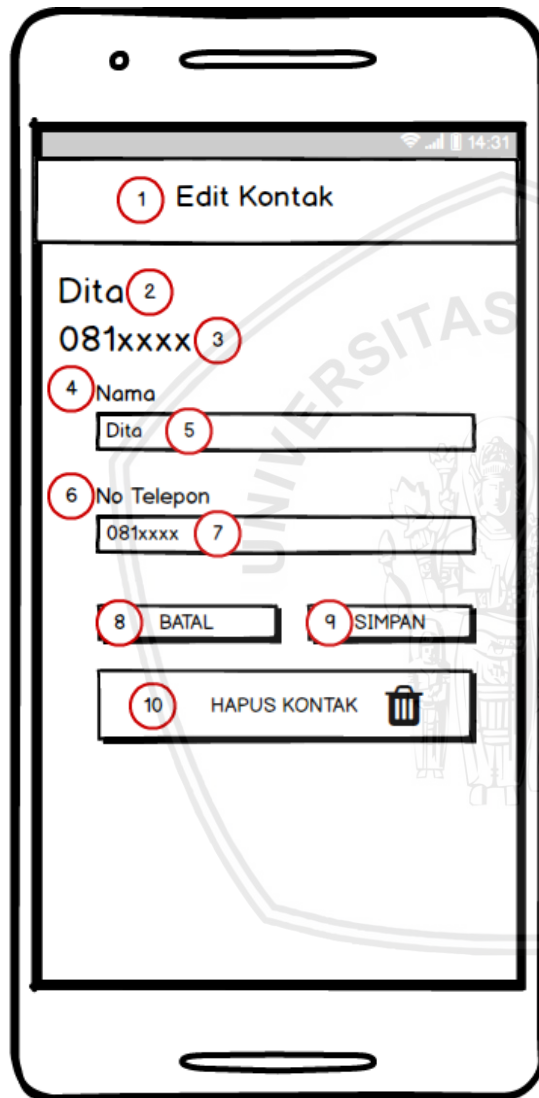 14:31
1 Edit Kontak
Dita 2
081xxxx 3
4 Nama
Dita 5
6 No Telepon
081xxxx 7
8 BATAL 9 SIMPAN
10 HAPUS KONTAK
UNIVERSITAS